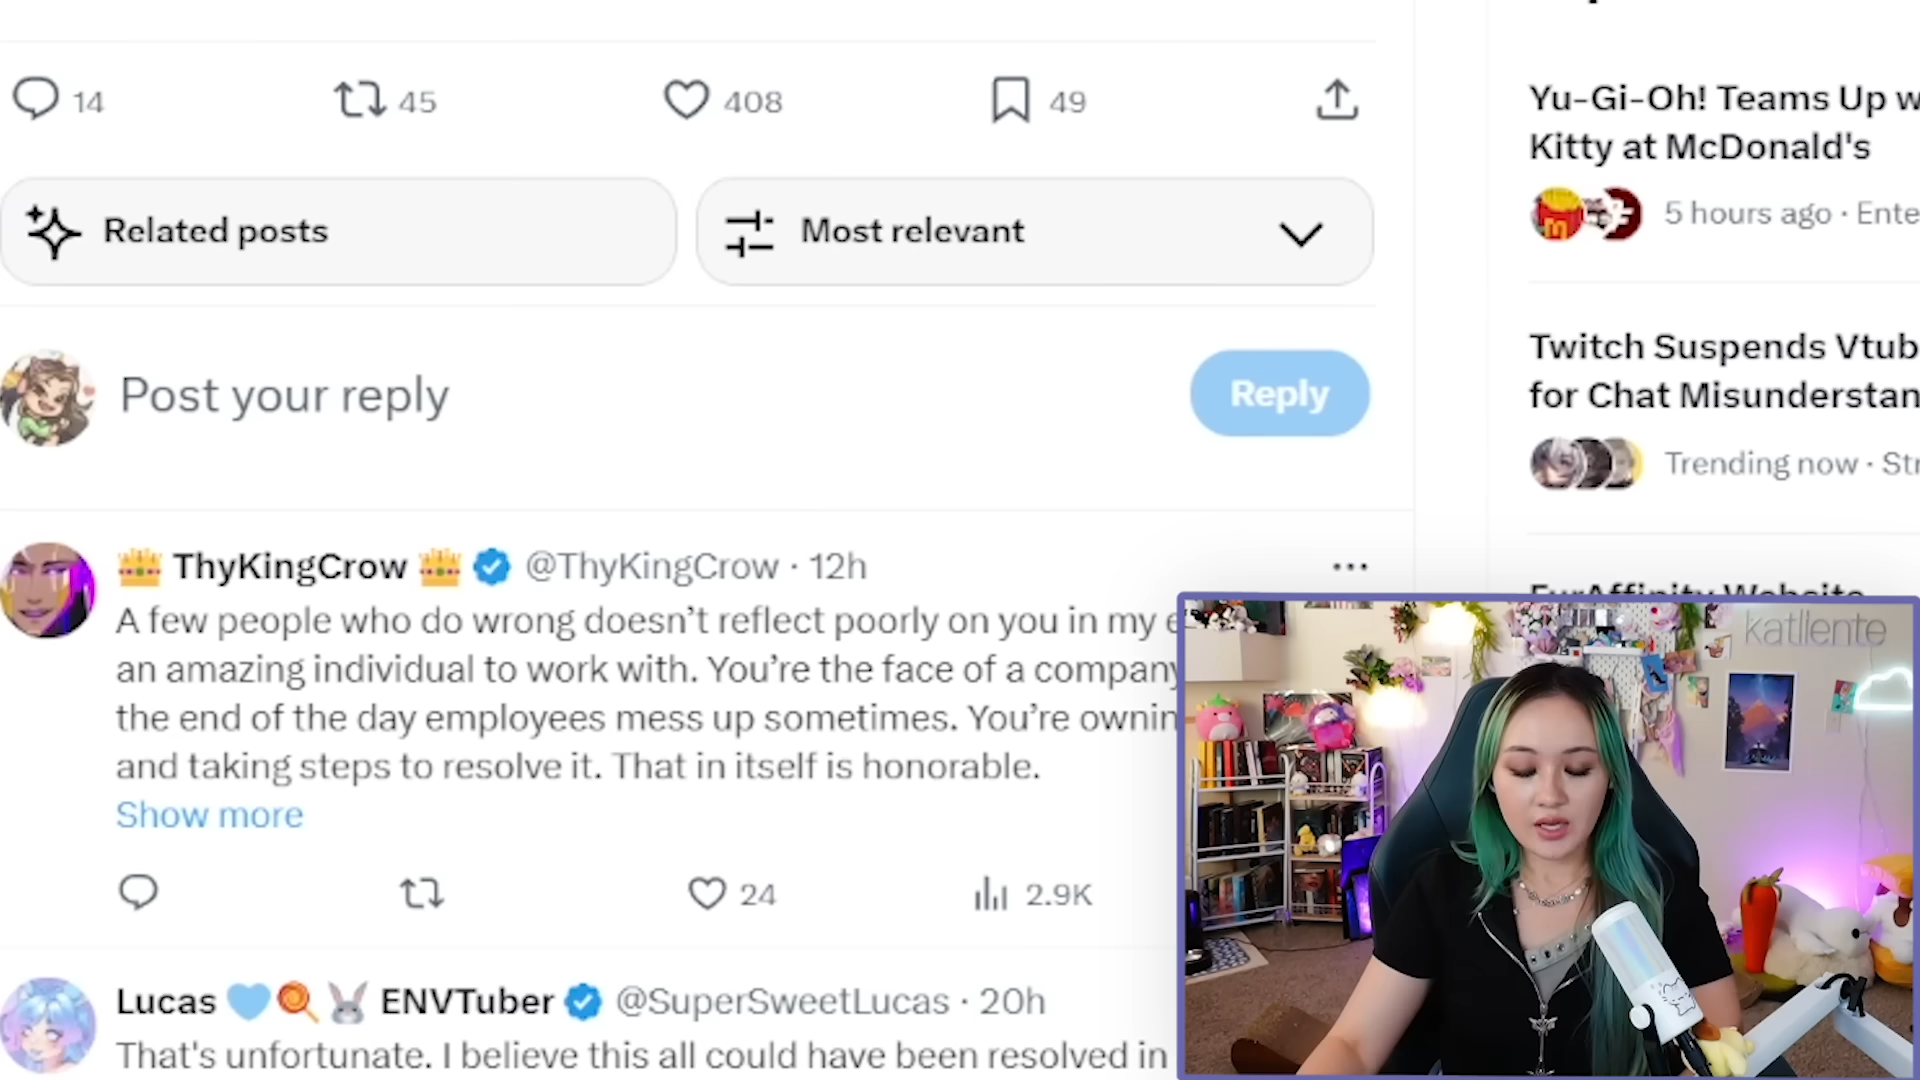 14
45
408
49
Related posts
Most relevant
Post your reply
Reply
👑 ThyKingCrow 👑 @ThyKingCrow · 12h
A few people who do wrong doesn’t reflect poorly on you in my
an amazing individual to work with. You’re the face of a company
the end of the day employees mess up sometimes. You’re ownin
and taking steps to resolve it. That in itself is honorable.
Show more
24
2.9K
Lucas 🩵🍭🐰 ENVTuber @SuperSweetLucas · 20h
That's unfortunate. I believe this all could have been resolved in
Yu-Gi-Oh! Teams Up w
Kitty at McDonald's
5 hours ago · Ente
Twitch Suspends Vtub
for Chat Misunderstan
Trending now · Str
FurAffinity Website
katllente